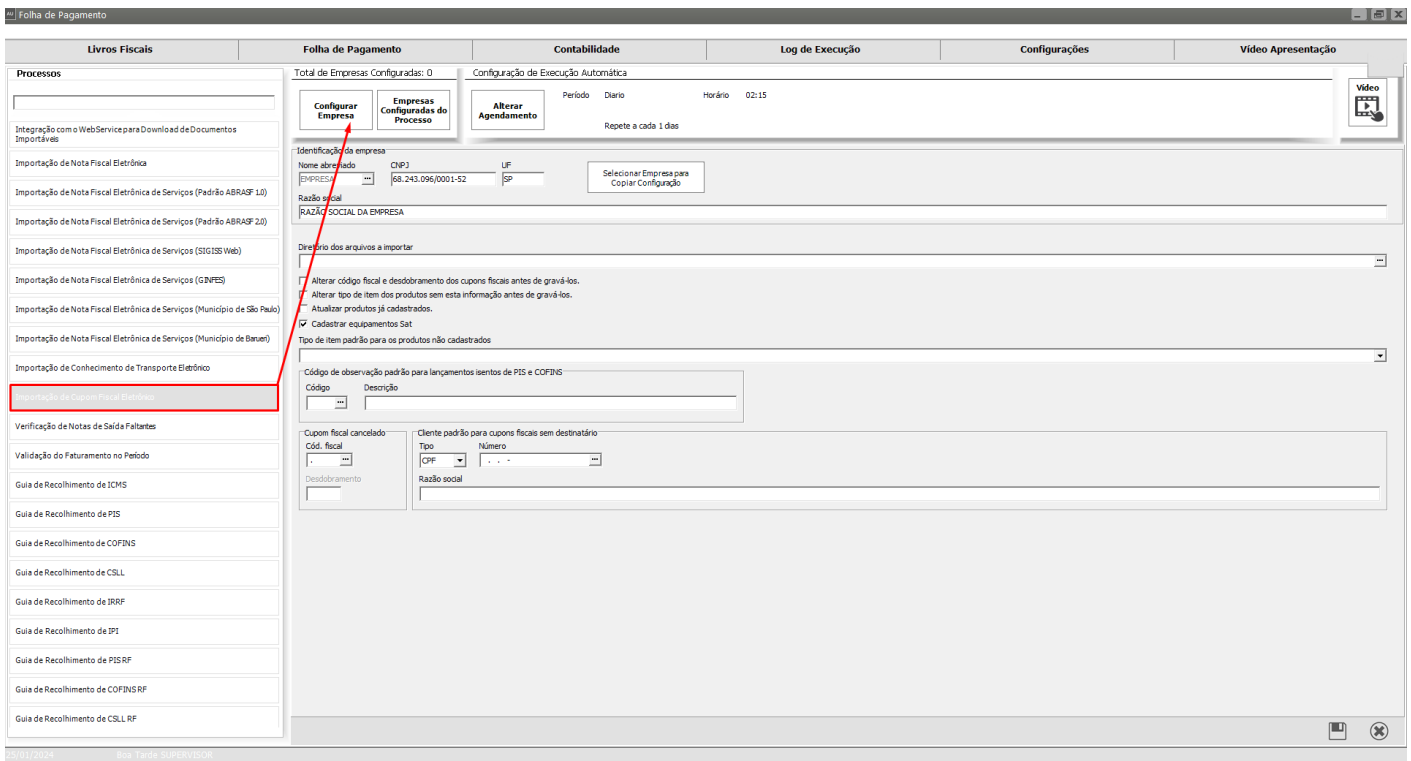 AU Folha de Pagamento
Livros Fiscais
Folha de Pagamento
Contabilidade
Log de Execução
Configurações
Vídeo Apresentação
Processos
Integração com o WebService para Download de Documentos
Importáveis
Importação de Nota Fiscal Eletrônica
Importação de Nota Fiscal Eletrônica de Serviços (Padrão ABRASF 1.0)
Importação de Nota Fiscal Eletrônica de Serviços (Padrão ABRASF 2.0)
Importação de Nota Fiscal Eletrônica de Serviços (SIGISS Web)
Importação de Nota Fiscal Eletrônica de Serviços (GINFES)
Importação de Nota Fiscal Eletrônica de Serviços (Município de São Paulo)
Importação de Nota Fiscal Eletrônica de Serviços (Município de Barueri)
Importação de Conhecimento de Transporte Eletrônico
Importação de Cupom Fiscal Eletrônico
Verificação de Notas de Saída Faltantes
Validação do Faturamento no Período
Guia de Recolhimento de ICMS
Guia de Recolhimento de PIS
Guia de Recolhimento de COFINS
Guia de Recolhimento de CSLL
Guia de Recolhimento de IRRF
Guia de Recolhimento de IPI
Guia de Recolhimento de PIS RF
Guia de Recolhimento de COFINS RF
Guia de Recolhimento de CSLL RF
Total de Empresas Configuradas: 0
Configurar
Empresa
Empresas
Configuradas do
Processo
Configuração de Execução Automática
Alterar
Agendamento
Período Diario
Horário 02:15
Repete a cada 1 dias
Vídeo
Identificação da empresa
Nome abreviado CNPJ UF
EMPRESA ... 68.243.096/0001-52 SP
Selecionar Empresa para
Copiar Configuração
Razão social
RAZÃO SOCIAL DA EMPRESA
Diretório dos arquivos a importar
...
Alterar código fiscal e desdobramento dos cupons fiscais antes de gravá-los.
Alterar tipo de item dos produtos sem esta informação antes de gravá-los.
Atualizar produtos já cadastrados.
Cadastrar equipamentos Sat
Tipo de item padrão para os produtos não cadastrados
Código de observação padrão para lançamentos isentos de PIS e COFINS
Código Descrição
...
Cupom fiscal cancelado
Cód. fiscal
. ...
Desdobramento
Cliente padrão para cupons fiscais sem destinatário
Tipo Número
CPF . . - ...
Razão social
25/01/2024 Boa Tarde SUPERVISOR